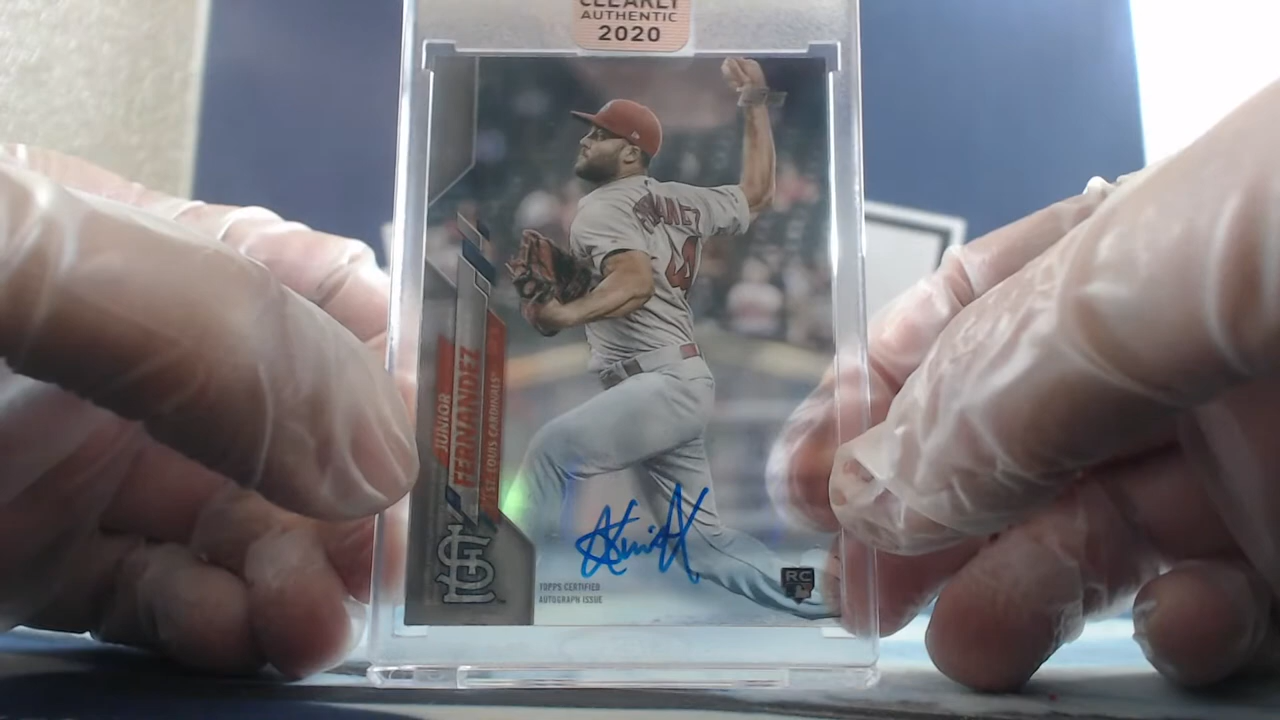 CLEARLY
AUTHENTIC
2020
JUNIOR
FERNANDEZ
ST. LOUIS CARDINALS®
TOPPS CERTIFIED
AUTOGRAPH ISSUE
RC